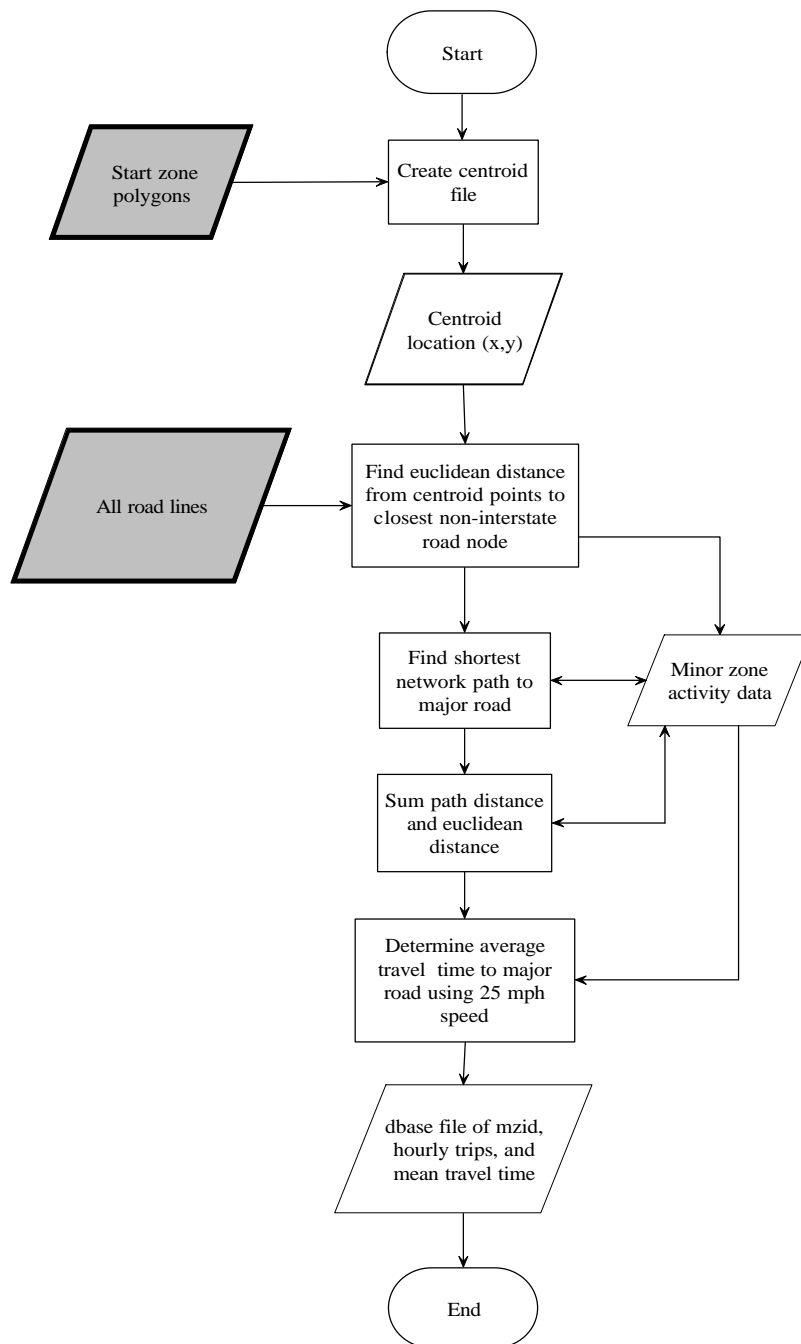 Start
Start zone
polygons
Create centroid
file
Centroid
location (x,y)
All road lines
Find euclidean distance
from centroid points to
closest non-interstate
road node
Find shortest
network path to
major road
Minor zone
activity data
Sum path distance
and euclidean
distance
Determine average
travel time to major
road using 25 mph
speed
dbase file of mzid,
hourly trips, and
mean travel time
End